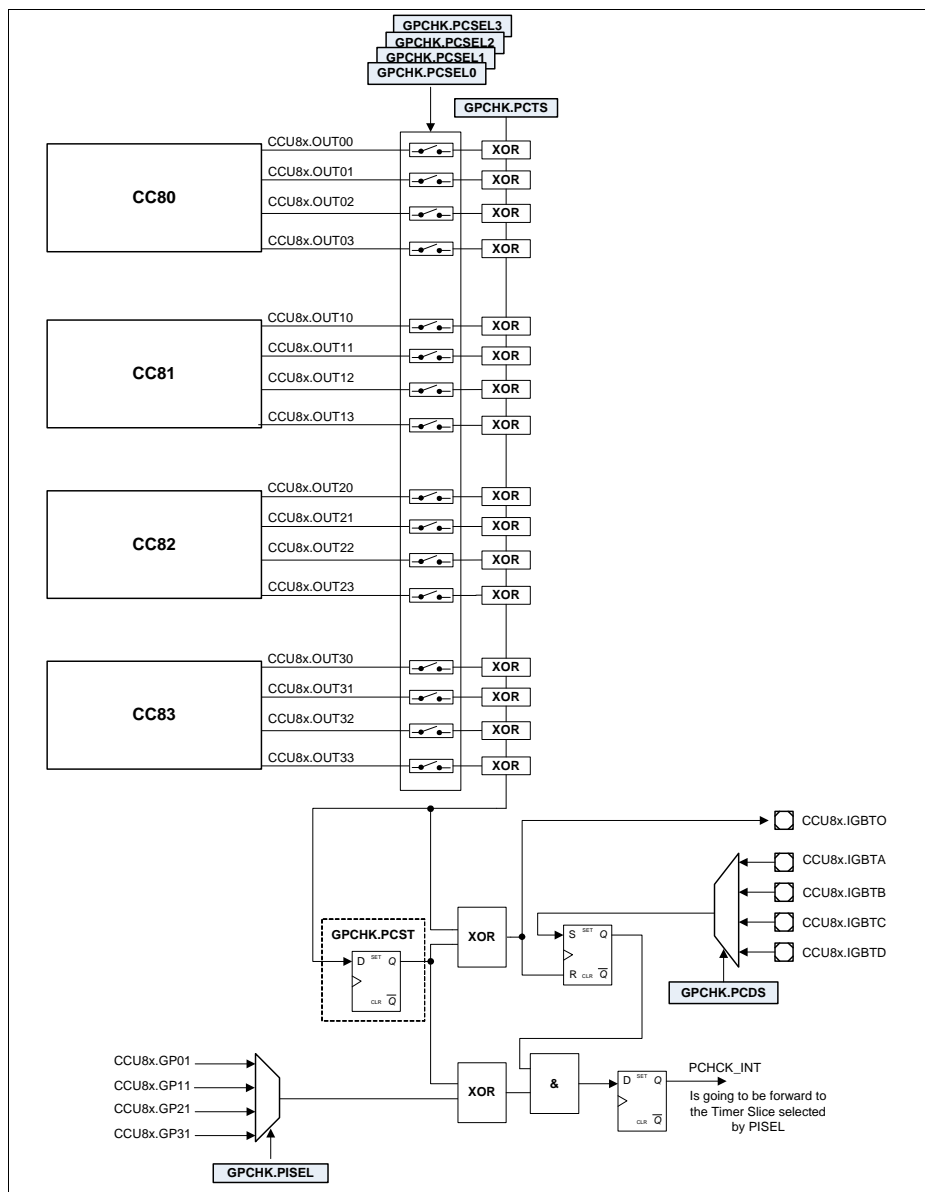 GPCHK.PCSEL3
GPCHK.PCSEL2
GPCHK.PCSEL1
GPCHK.PCSEL0
GPCHK.PCTS
CC80
CCU8x.OUT00
XOR
CCU8x.OUT01
XOR
CCU8x.OUT02
XOR
CCU8x.OUT03
XOR
CC81
CCU8x.OUT10
XOR
CCU8x.OUT11
XOR
CCU8x.OUT12
XOR
CCU8x.OUT13
XOR
CC82
CCU8x.OUT20
XOR
CCU8x.OUT21
XOR
CCU8x.OUT22
XOR
CCU8x.OUT23
XOR
CC83
CCU8x.OUT30
XOR
CCU8x.OUT31
XOR
CCU8x.OUT32
XOR
CCU8x.OUT33
XOR
CCU8x.IGBTO
CCU8x.IGBTA
CCU8x.IGBTB
CCU8x.IGBTC
CCU8x.IGBTD
GPCHK.PCDS
GPCHK.PCST
D SET Q
CLR Q
XOR
S SET Q
R CLR Q
CCU8x.GP01
CCU8x.GP11
CCU8x.GP21
CCU8x.GP31
GPCHK.PISEL
XOR
&
D SET Q
CLR Q
PCHCK_INT
Is going to be forward to
the Timer Slice selected
by PISEL